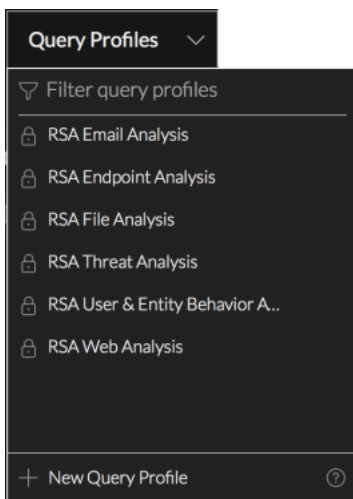 Query Profiles
Filter query profiles
RSA Email Analysis
RSA Endpoint Analysis
RSA File Analysis
RSA Threat Analysis
RSA User & Entity Behavior A...
RSA Web Analysis
New Query Profile